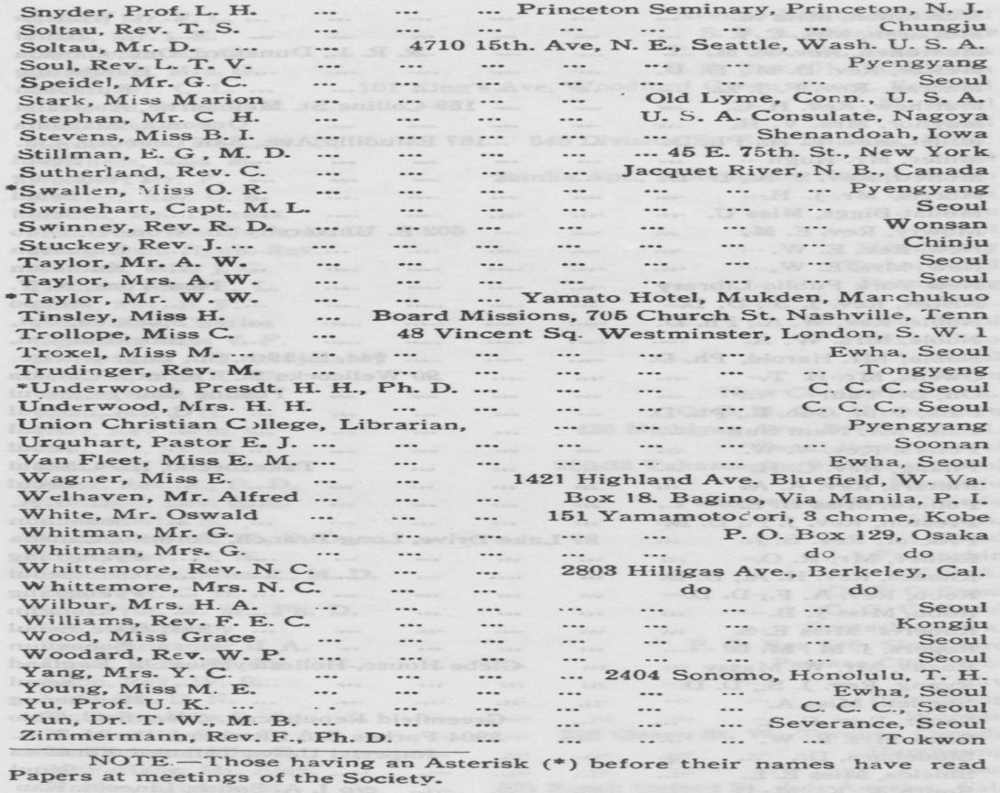 Snyder, Prof. L. H. ... ... ... Princeton Seminary, Princeton, N. J.
Soltau, Rev. T. S. ... ... ... ... ... ... Chungju
Soltau, Mr. D. ... ... 4710 15th. Ave, N. E., Seattle, Wash. U. S. A.
Soul, Rev. L. T. V. ... ... ... ... ... ... Pyengyang
Speidel, Mr. G. C. ... ... ... ... ... ... ... Seoul
Starr, Miss Marion ... ... ... ... Old Lyme, Conn., U. S. A.
Stephan, Mr. C. H. ... ... ... ... U. S. A. Consulate, Nagoya
Stevens, Miss B. I. ... ... ... ... ... Shenandoah, Iowa
Stillman, E. G., M. D. ... ... ... 45 E. 75th. St., New York
Sutherland, Rev. C. ... ... ... Jacquet River, N. B., Canada
*Swallen, Miss O. R. ... ... ... ... ... Pyengyang
Swinehart, Capt. M. L. ... ... ... ... ... ... Seoul
Swinney, Rev. R. D. ... ... ... ... ... ... Wonsan
Stuckey, Rev. J. ... ... ... ... ... ... ... Chinju
Taylor, Mr. A. W. ... ... ... ... ... ... ... Seoul
Taylor, Mrs. A. W. ... ... ... ... ... ... ... Seoul
*Taylor, Mr. W. W. ... ... ... Yamato Hotel, Mukden, Manchukuo
Tinsley, Miss H. ... Board Missions, 706 Church St, Nashville, Tenn
Trollope, Miss C. ... ... 48 Vincent Sq. Westminster, London S. W.
Troxel, Miss M. ... ... ... ... ... ... Ewha, Seoul
Trudinger, Rev. M. ... ... ... ... ... ... Tongyeng
*Underwood, Presdt. H. H., Ph. D. ... ... ... ... C. C. C. Seoul
Underwood, Mrs. H. H. ... ... ... ... ... C. C. C. Seoul
Union Christian College, Librarian, ... ... ... ... Pyengyang
Urquhart, Pastor E. J. ... ... ... ... ... ... Soonan
Van Fleet, Miss E. M. ... ... ... ... ... Ewha, Seoul
Wagner, Miss E. ... ... ... 1421 Highland Ave. Bluefield, W. Va.
Welhaven, Mr. Alfred ... ... ... Box 18. Bagino, Via Manila, P. I.
White, Mr. Oswald ... ... ... 151 Yamamotodori, 3 chome, Kobe
Whitman, Mr. G. ... ... ... ... ... P. O. Box 129, Osaka
Whitman, Mrs. G. ... ... ... ... ... do. do.
Whittemore, Rev. N. C. ... ... ... 2803 Hilligas Ave., Berkeley, Cal.
Whittemore, Mrs. N. C. ... ... ... ... do. do.
Wilbur, Mrs. H. A. ... ... ... ... ... ... Seoul
Williams, Rev. F. E. C. ... ... ... ... ... Kongju
Wood, Miss Grace ... ... ... ... ... ... Seoul
Woodard, Rev. W. P. ... ... ... ... ... ... Seoul
Yang, Mrs. Y. C. ... ... ... ... 2404 Sonoma, Honolulu, T. H.
Young, Miss M. E. ... ... ... ... ... ... Ewha, Seoul
Yu, Prof U. K. ... ... ... ... ... ... C. C. C., Seoul
Yun, Dr. T. W., M. B. ... ... ... ... ... Severance, Seoul
Zimmermann, Rev. F., Ph. D. ... ... ... ... ... Tokwon
NOTE.—Those having an Asterisk (*) before their names have read
Papers at meetings of the Society.